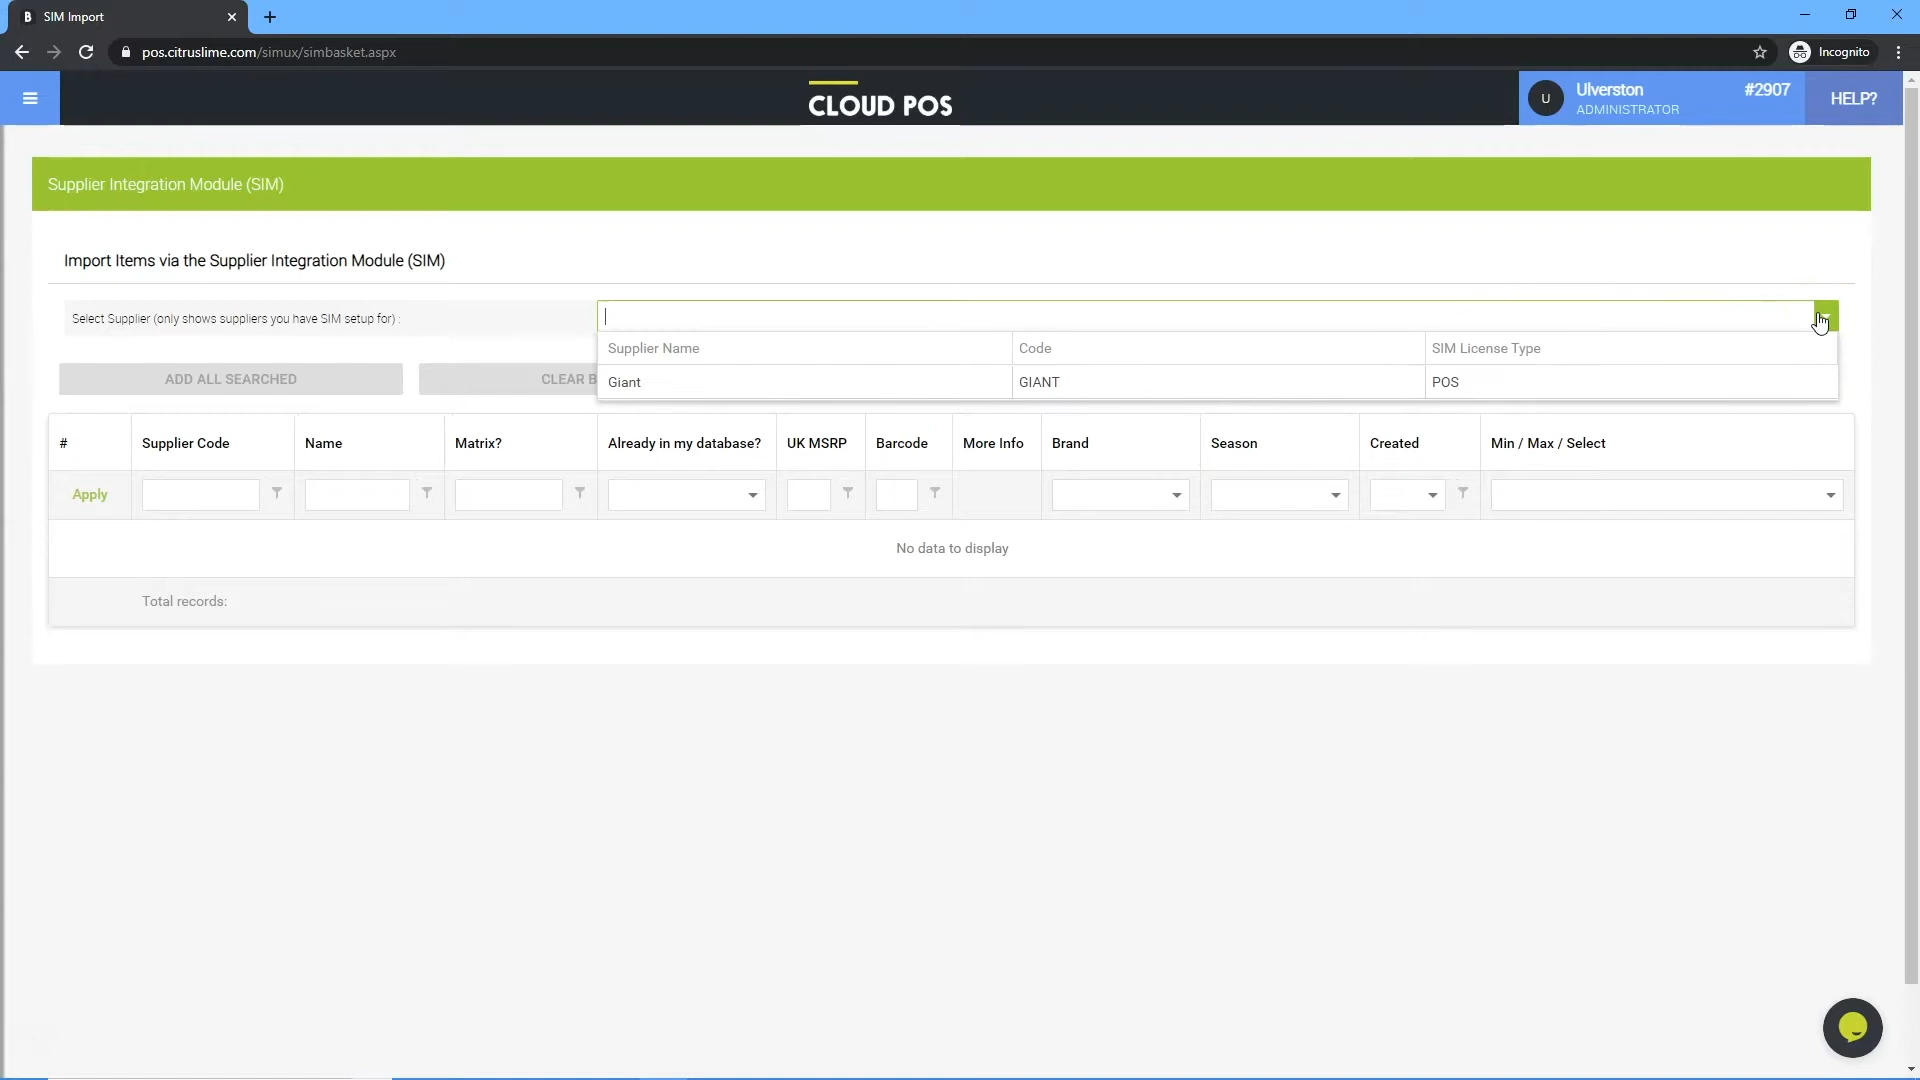 B SIM Import
pos.citruslime.com/simux/simbasket.aspx
Incognito
CLOUD POS
U
Ulverston
#2907
ADMINISTRATOR
HELP?
Supplier Integration Module (SIM)
Import Items via the Supplier Integration Module (SIM)
Select Supplier (only shows suppliers you have SIM setup for) :
Supplier Name Code SIM License Type
Giant GIANT POS
ADD ALL SEARCHED
CLEAR B
# Supplier Code Name Matrix? Already in my database? UK MSRP Barcode More Info Brand Season Created Min / Max / Select
Apply
No data to display
Total records: